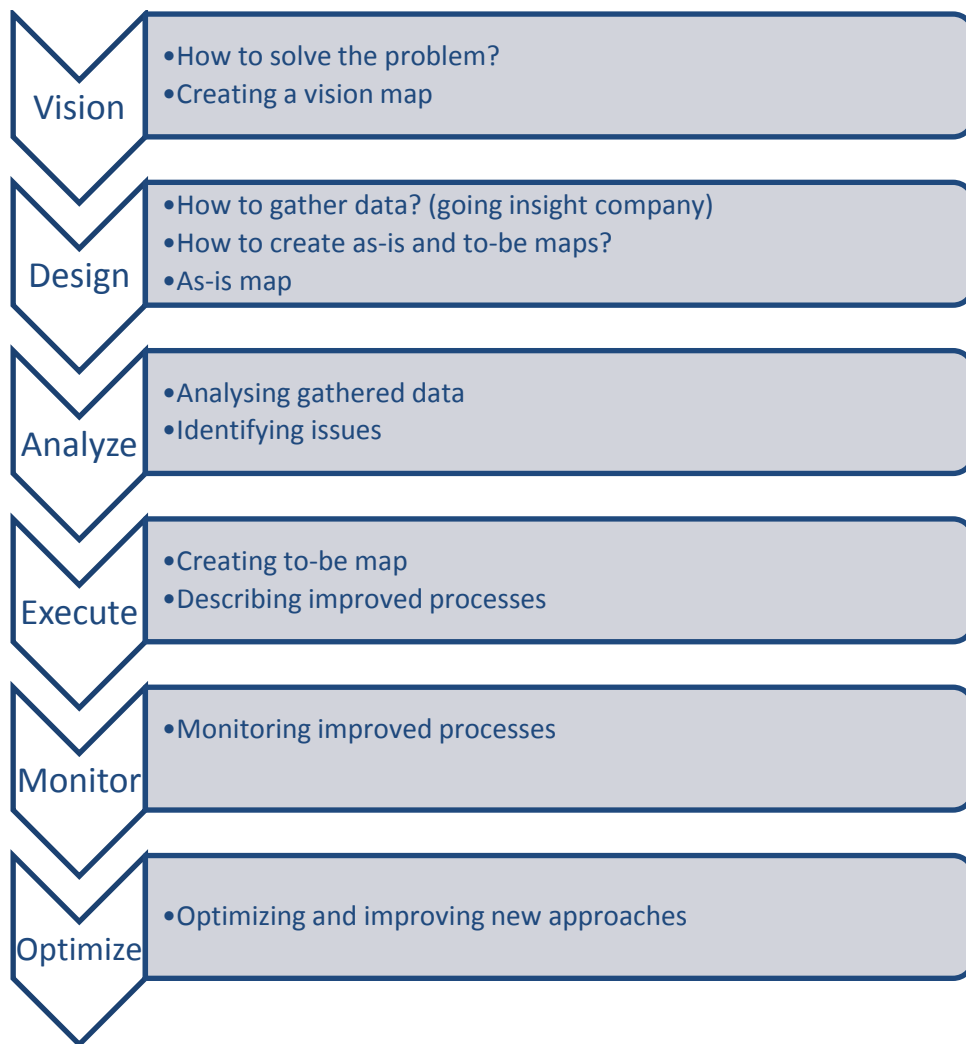 Vision
•How to solve the problem?
•Creating a vision map
Design
•How to gather data? (going insight company)
•How to create as-is and to-be maps?
•As-is map
Analyze
•Analysing gathered data
•Identifying issues
Execute
•Creating to-be map
•Describing improved processes
Monitor
•Monitoring improved processes
Optimize
•Optimizing and improving new approaches